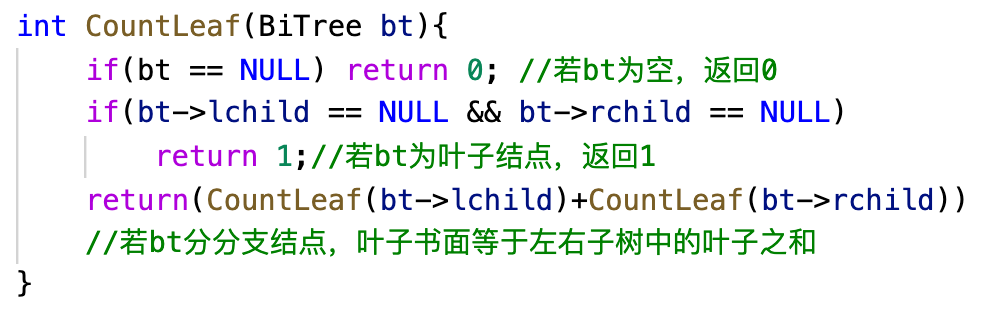 int CountLeaf(BiTree bt){
if(bt == NULL) return 0; //若bt为空，返回0
if(bt->lchild == NULL && bt->rchild == NULL)
return 1;//若bt为叶子结点，返回1
return(CountLeaf(bt->lchild)+CountLeaf(bt->rchild))
//若bt分分支结点，叶子书面等于左右子树中的叶子之和
}